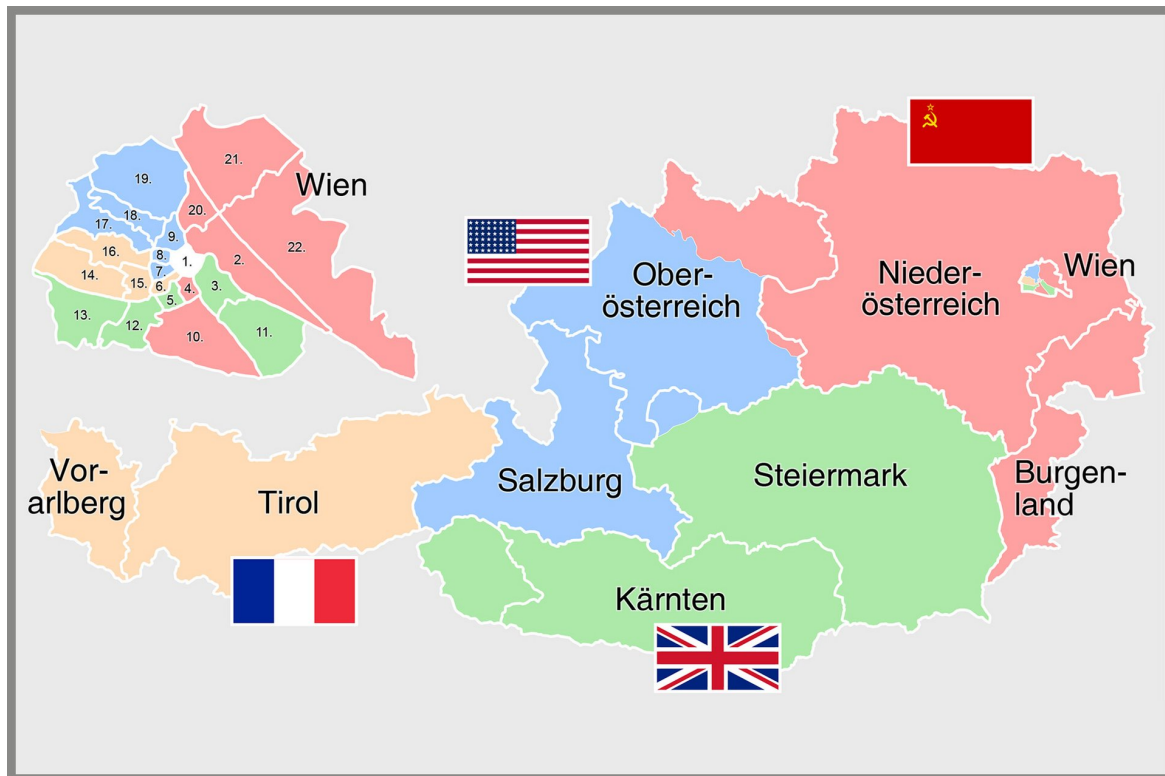 Wien
21.
19.
20.
18.
17.
9.
22.
16.
8.
1.
2.
14.
7.
15.
6.
4.
3.
5.
13.
12.
10.
11.
Ober-
österreich
Nieder-
österreich
Wien
Vor-
arlberg
Tirol
Salzburg
Steiermark
Burgen-
land
Kärnten